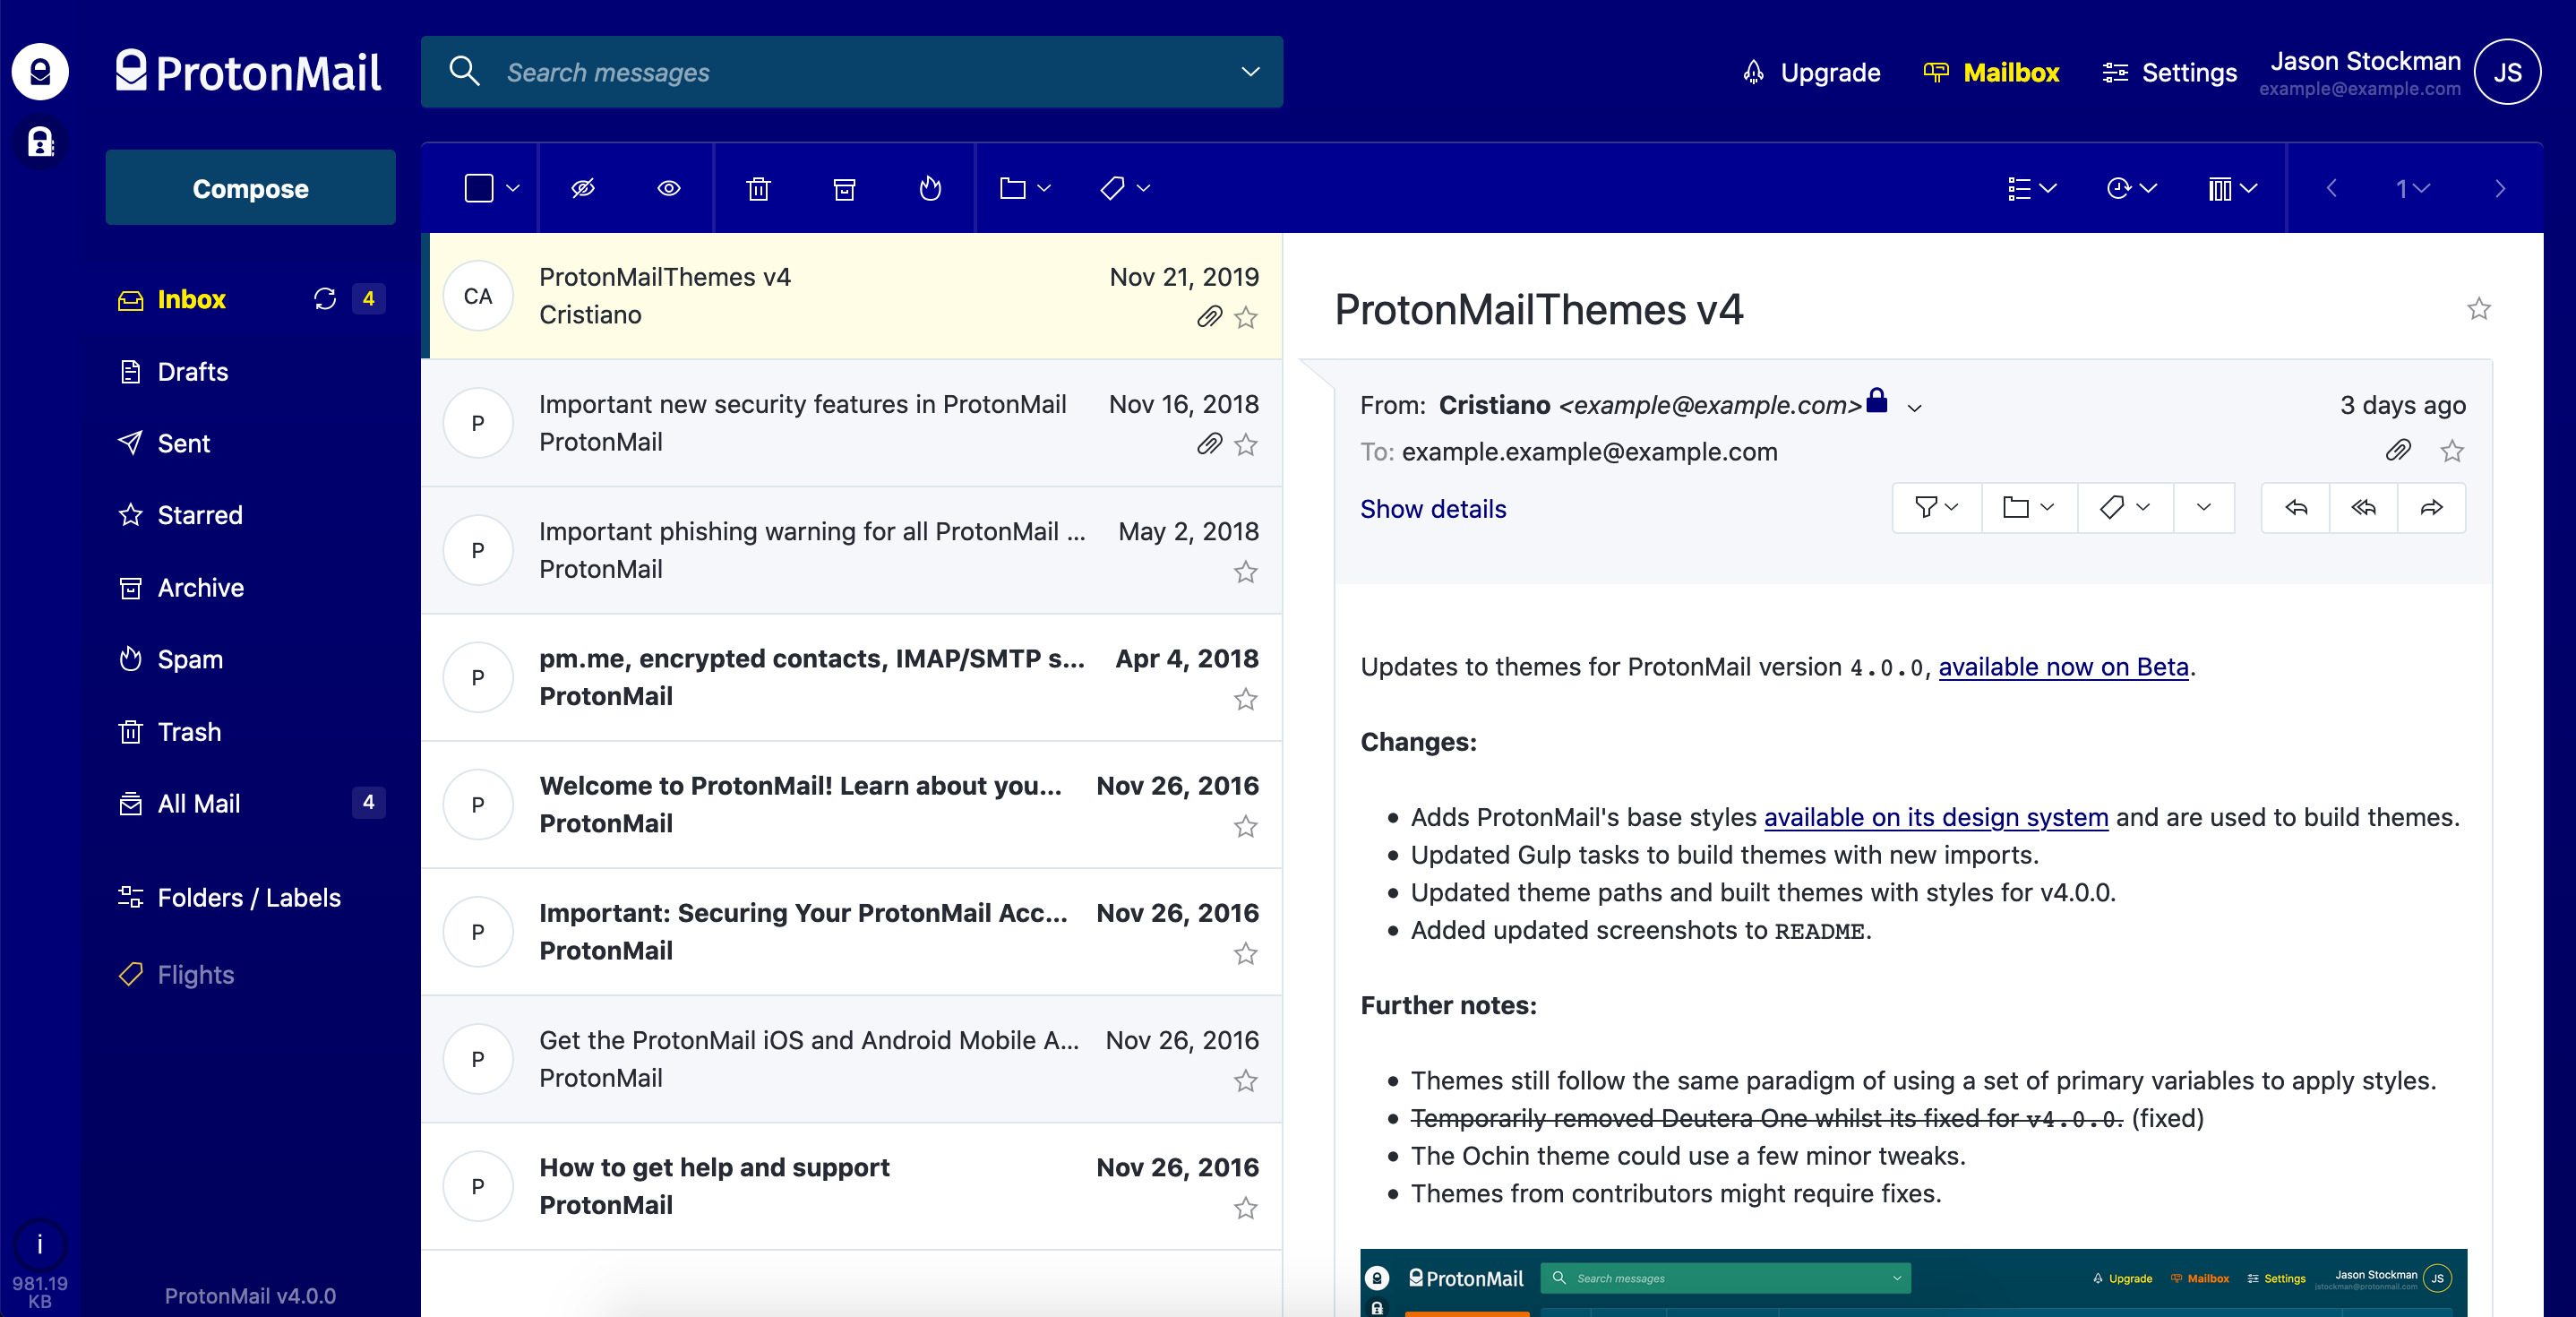 ProtonMail
Search messages
Upgrade
Mailbox
Settings
Jason Stockman
example@example.com
JS
Compose
1
Inbox
4
Drafts
Sent
Starred
Archive
Spam
Trash
All Mail
4
Folders / Labels
Flights
i
981.19
KB
ProtonMail v4.0.0
CA
ProtonMailThemes v4
Nov 21, 2019
Cristiano
P
Important new security features in ProtonMail
Nov 16, 2018
ProtonMail
P
Important phishing warning for all ProtonMail ...
May 2, 2018
ProtonMail
P
pm.me, encrypted contacts, IMAP/SMTP s...
Apr 4, 2018
ProtonMail
P
Welcome to ProtonMail! Learn about you...
Nov 26, 2016
ProtonMail
P
Important: Securing Your ProtonMail Acc...
Nov 26, 2016
ProtonMail
P
Get the ProtonMail iOS and Android Mobile A...
Nov 26, 2016
ProtonMail
P
How to get help and support
Nov 26, 2016
ProtonMail
ProtonMailThemes v4
From: Cristiano <example@example.com>
3 days ago
To: example.example@example.com
Show details
Updates to themes for ProtonMail version 4.0.0, available now on Beta.
Changes:
• Adds ProtonMail's base styles available on its design system and are used to build themes.
• Updated Gulp tasks to build themes with new imports.
• Updated theme paths and built themes with styles for v4.0.0.
• Added updated screenshots to README.
Further notes:
• Themes still follow the same paradigm of using a set of primary variables to apply styles.
• Temporarily removed Deutera One whilst its fixed for v4.0.0. (fixed)
• The Ochin theme could use a few minor tweaks.
• Themes from contributors might require fixes.
ProtonMail
Search messages
Upgrade
Mailbox
Settings
Jason Stockman
jstockman@protonmail.com
JS